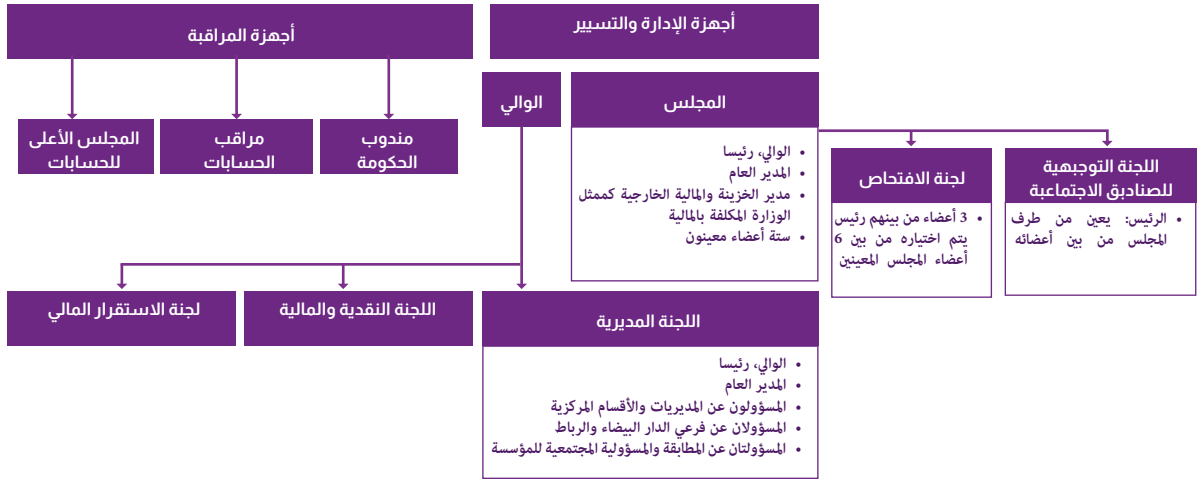 أجهزة الإدارة والتسيير
أجهزة المراقبة
المجلس
• الوالي، رئيسا
• المدير العام
• مدير الخزينة والمالية الخارجية كممثل
الوزارة المكلفة بالمالية
• ستة أعضاء معينون
الوالي
مندوب
الحكومة
مراقب
الحسابات
المجلس الأعلى
للحسابات
اللجنة التوجبهية
للصنادبق الاجتماعبة
• الرئيس: يعين من طرف
المجلس من بين أعضائه
لجنة الافتحاص
• 3 أعضاء من بينهم رئيس
يتم اختياره من بين 6
أعضاء المجلس المعينين
اللجنة المديرية
• الوالي، رئيسا
• المدير العام
• المسؤولون عن المديريات والأقسام المركزية
• المسؤولان عن فرعي الدار البيضاء والرباط
• المسؤولتان عن المطابقة والمسؤولية المجتمعية للمؤسسة
اللجنة النقدية والمالية
لجنة الاستقرار المالي